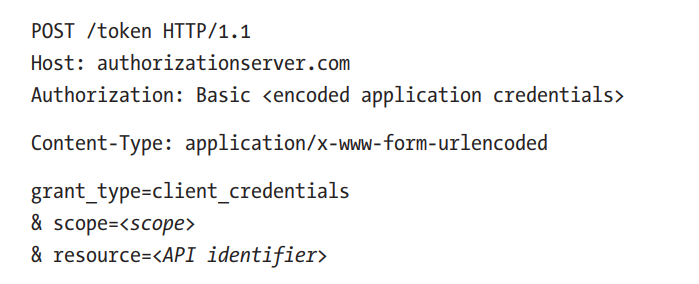 POST /token HTTP/1.1
Host: authorizationserver.com
Authorization: Basic <encoded application credentials>
Content-Type: application/x-www-form-urlencoded
grant_type=client_credentials
& scope=<scope>
& resource=<API identifier>